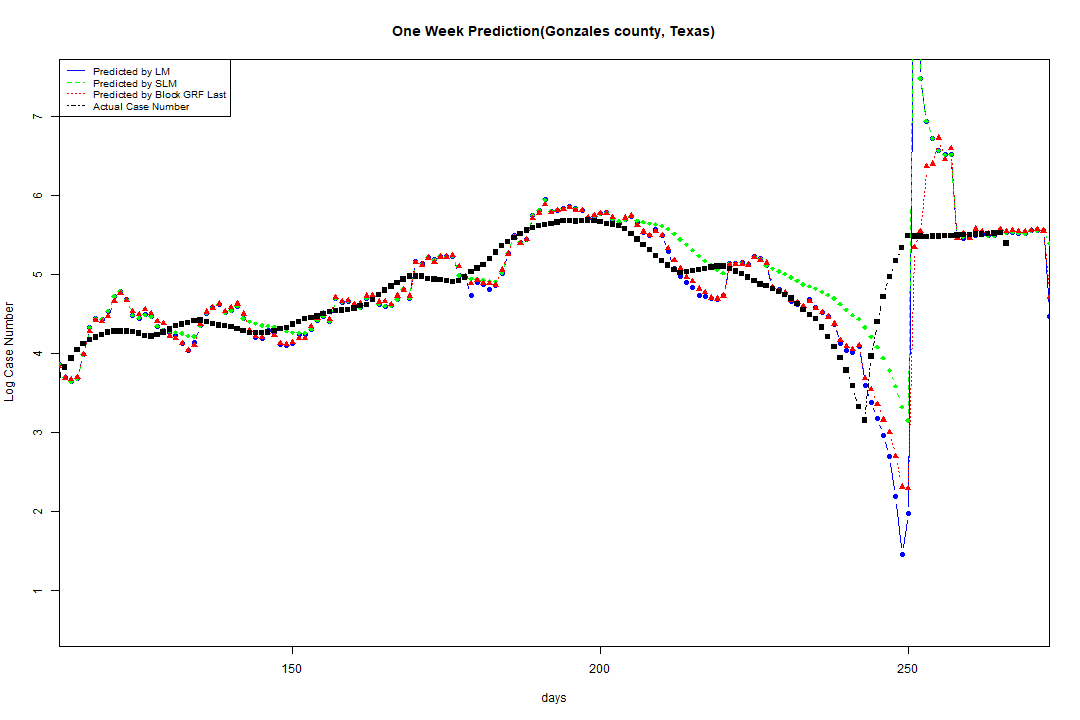 One Week Prediction(Gonzales county, Texas)
Predicted by LM
Predicted by SLM
Predicted by Block GRF Last
Actual Case Number
7
6
5
4
3
2
1
Log Case Number
150
200
250
days